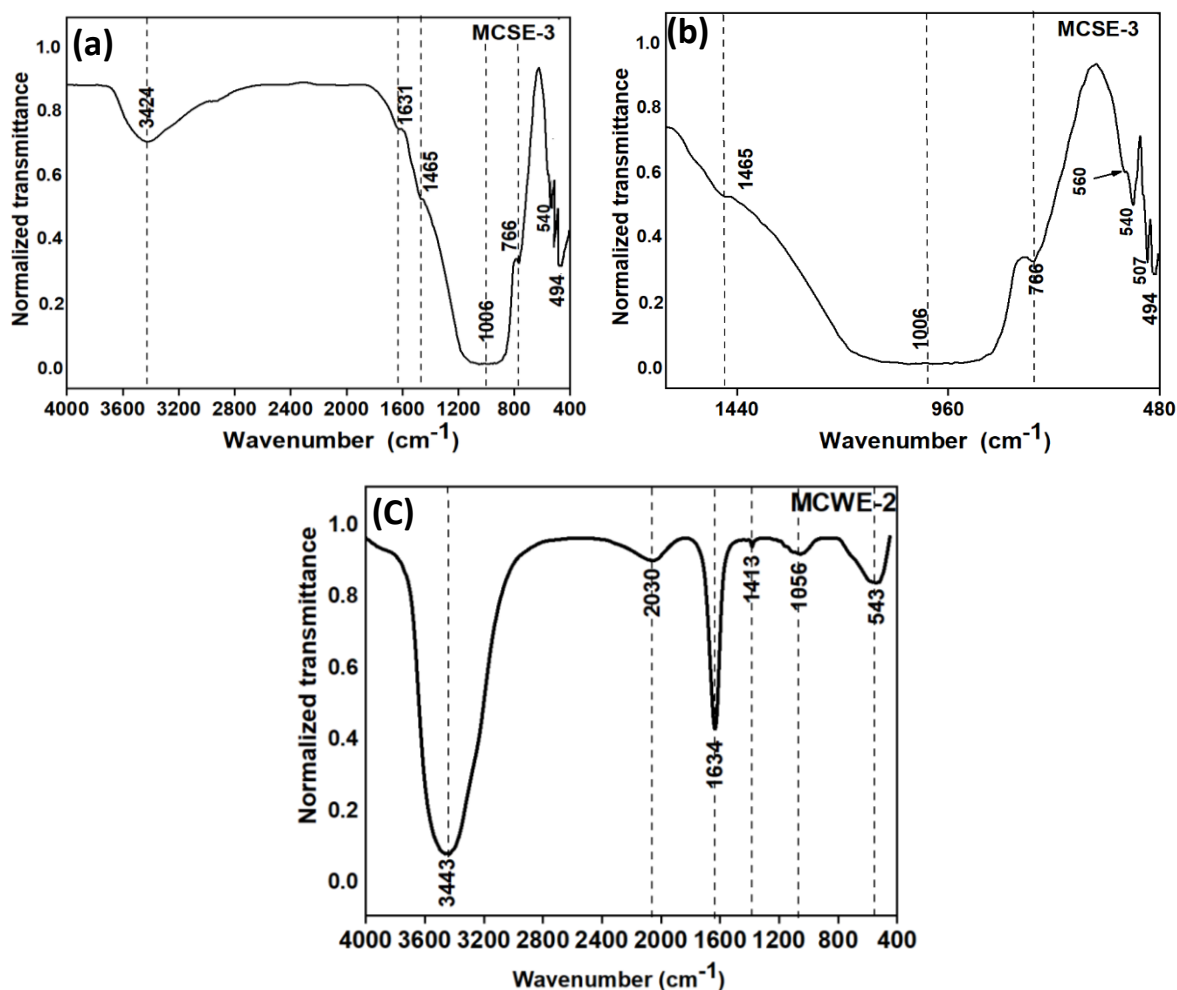 (a)
MCSE-3
Normalized transmittance
1.0
0.8
0.6
0.4
0.2
0.0
3424
1631
1465
1006
766
540
494
4000 3600 3200 2800 2400 2000 1600 1200 800 400
Wavenumber (cm-1)
(b)
MCSE-3
Normalized transmittance
1.0
0.8
0.6
0.4
0.2
0.0
1465
1006
766
560
540
507
494
1440 960 480
Wavenumber (cm-1)
(C)
MCWE-2
Normalized transmittance
1.0
0.8
0.6
0.4
0.2
0.0
3443
2030
1634
1413
1056
543
4000 3600 3200 2800 2400 2000 1600 1200 800 400
Wavenumber (cm-1)